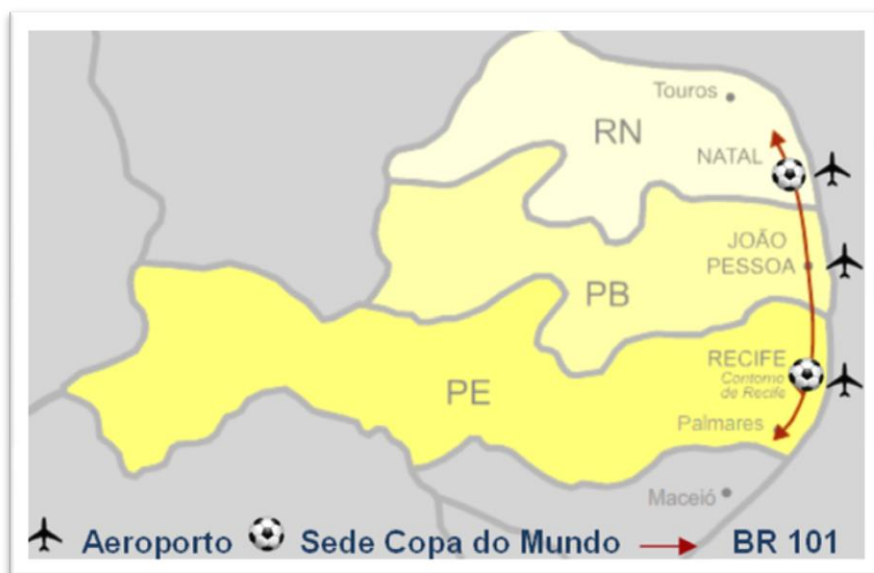 Touros
RN
NATAL
JOÃO
PESSOA
PB
RECIFE
Contorno
de Recife
PE
Palmares
Maceió
Aeroporto Sede Copa do Mundo BR 101